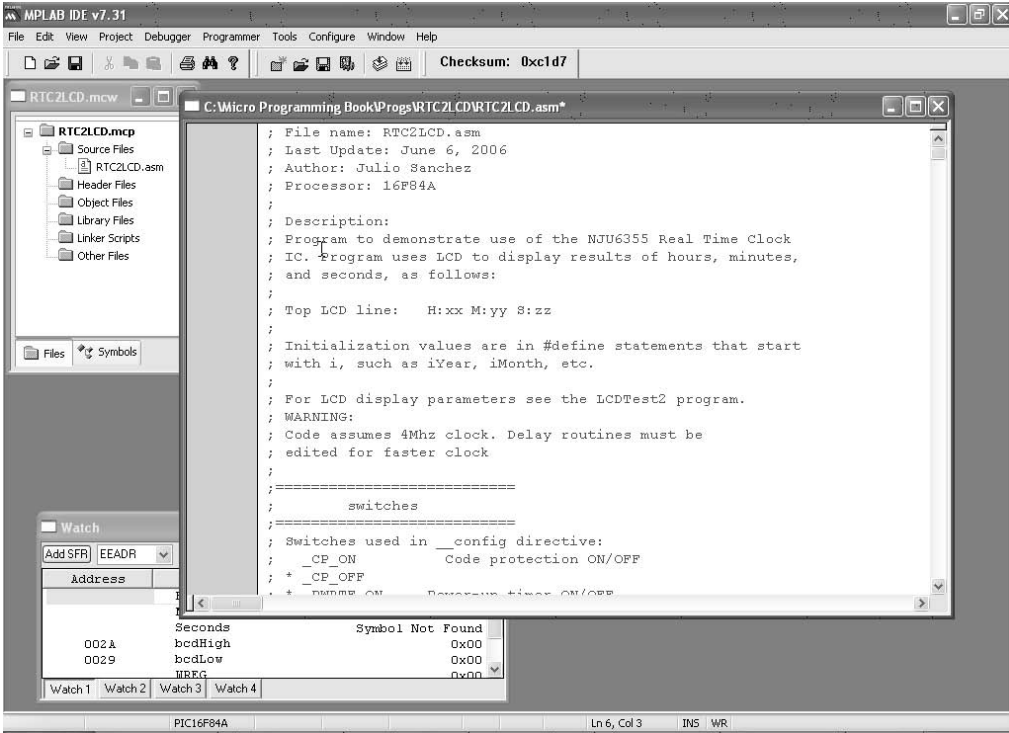 MPLAB IDE v7.31
File Edit View Project Debugger Programmer Tools Configure Window Help
Checksum: 0xc1d7
RTC2LCD.mcw
RTC2LCD.mcp
Source Files
RTC2LCD.asm
Header Files
Object Files
Library Files
Linker Scripts
Other Files
Files Symbols
C:\Micro Programming Book\Progs\RTC2LCD\RTC2LCD.asm*
; File name: RTC2LCD.asm
; Last Update: June 6, 2006
; Author: Julio Sanchez
; Processor: 16F84A
;
; Description:
; Program to demonstrate use of the NJU6355 Real Time Clock
; IC. Program uses LCD to display results of hours, minutes,
; and seconds, as follows:
;
; Top LCD line: H:xx M:yy S:zz
;
; Initialization values are in #define statements that start
; with i, such as iYear, iMonth, etc.
;
; For LCD display parameters see the LCDTest2 program.
; WARNING:
; Code assumes 4Mhz clock. Delay routines must be
; edited for faster clock
;
;===========================
; switches
;===========================
; Switches used in __config directive:
; _CP_ON Code protection ON/OFF
; * _CP_OFF
; * _PWRTE_ON Power-up timer ON/OFF
Watch
Add SFR EEADR
Address
Seconds Symbol Not Found
002A bcdHigh 0x00
0029 bcdLow 0x00
WREG 0x00
Watch 1 Watch 2 Watch 3 Watch 4
PIC16F84A Ln 6, Col 3 INS WR